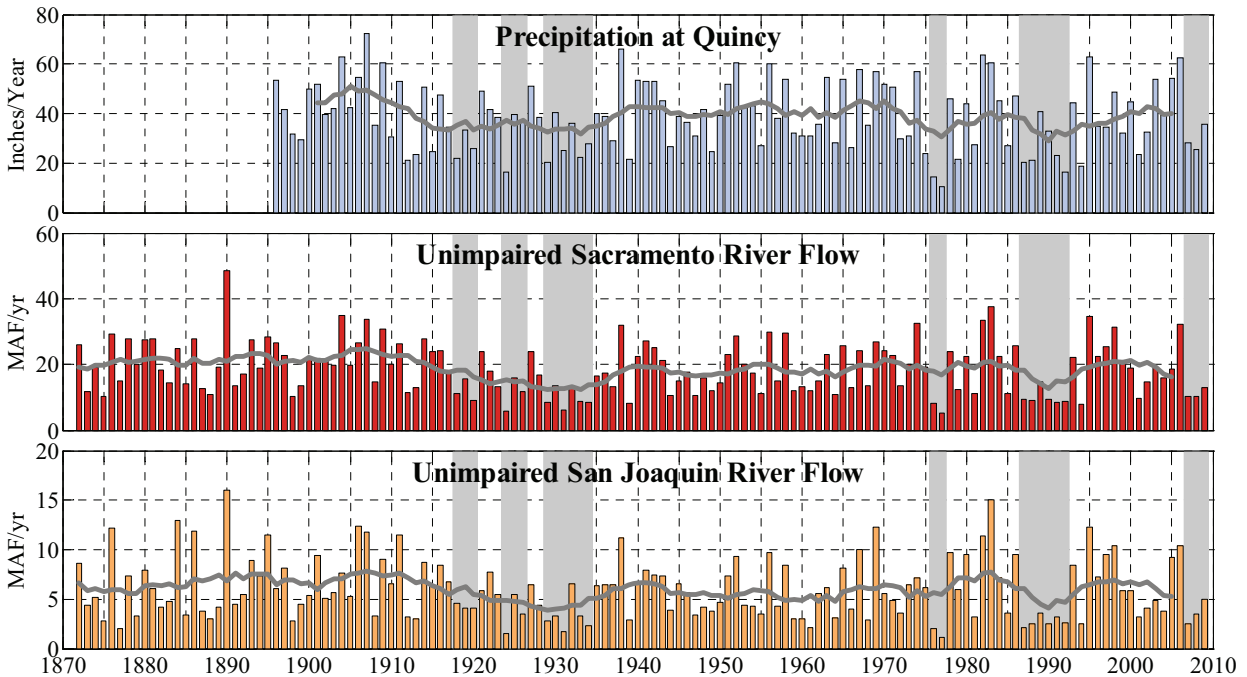 Precipitation at Quincy
Inches/Year
80
60
40
20
0
Unimpaired Sacramento River Flow
MAF/yr
60
40
20
0
Unimpaired San Joaquin River Flow
MAF/yr
20
15
10
5
0
1870 1880 1890 1900 1910 1920 1930 1940 1950 1960 1970 1980 1990 2000 2010